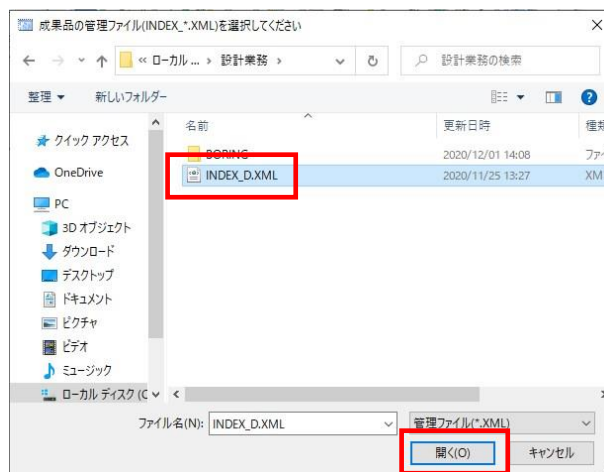 成果品の管理ファイル(INDEX_*.XML)を選択してください
« ローカル ... › 設計業務 ›
設計業務の検索
整理 新しいフォルダー
名前 更新日時 種類
BORING 2020/12/01 14:08 ファイ
INDEX_D.XML 2020/11/25 13:27 XML
クイック アクセス
OneDrive
PC
3D オブジェクト
ダウンロード
デスクトップ
ドキュメント
ピクチャ
ビデオ
ミュージック
ローカル ディスク (C
ファイル名(N): INDEX_D.XML 管理ファイル(*.XML)
開く(O) キャンセル